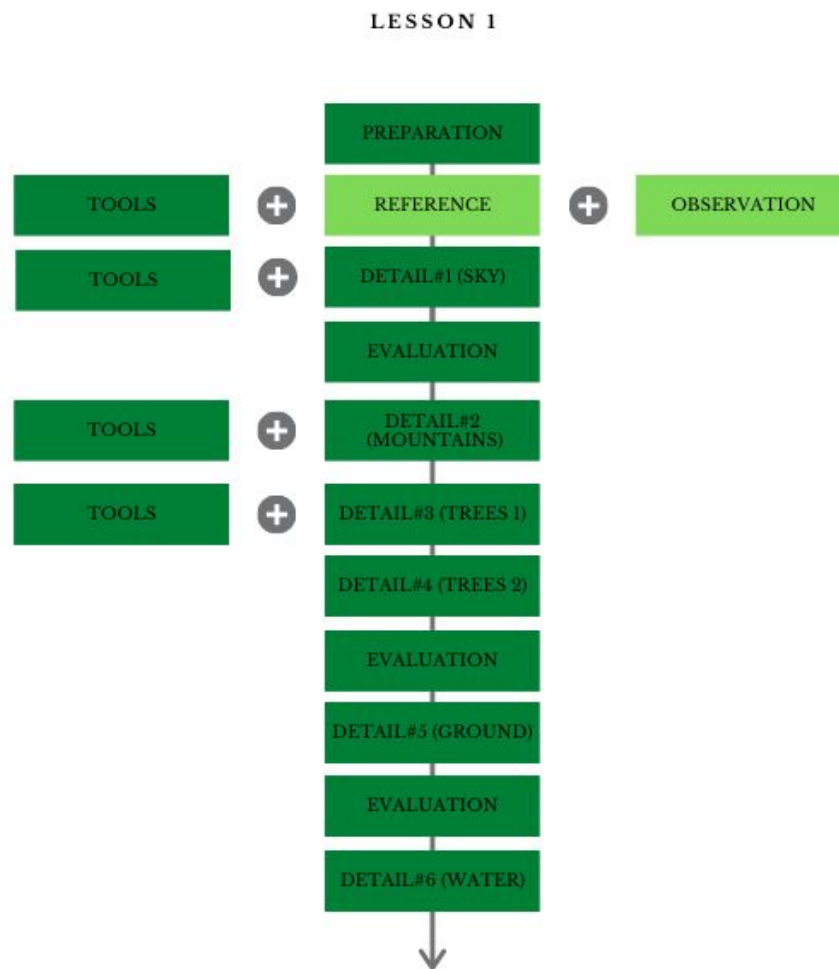 LESSON 1
PREPARATION
TOOLS
REFERENCE
OBSERVATION
TOOLS
DETAIL#1 (SKY)
EVALUATION
TOOLS
DETAIL#2
(MOUNTAINS)
TOOLS
DETAIL#3 (TREES 1)
DETAIL#4 (TREES 2)
EVALUATION
DETAIL#5 (GROUND)
EVALUATION
DETAIL#6 (WATER)